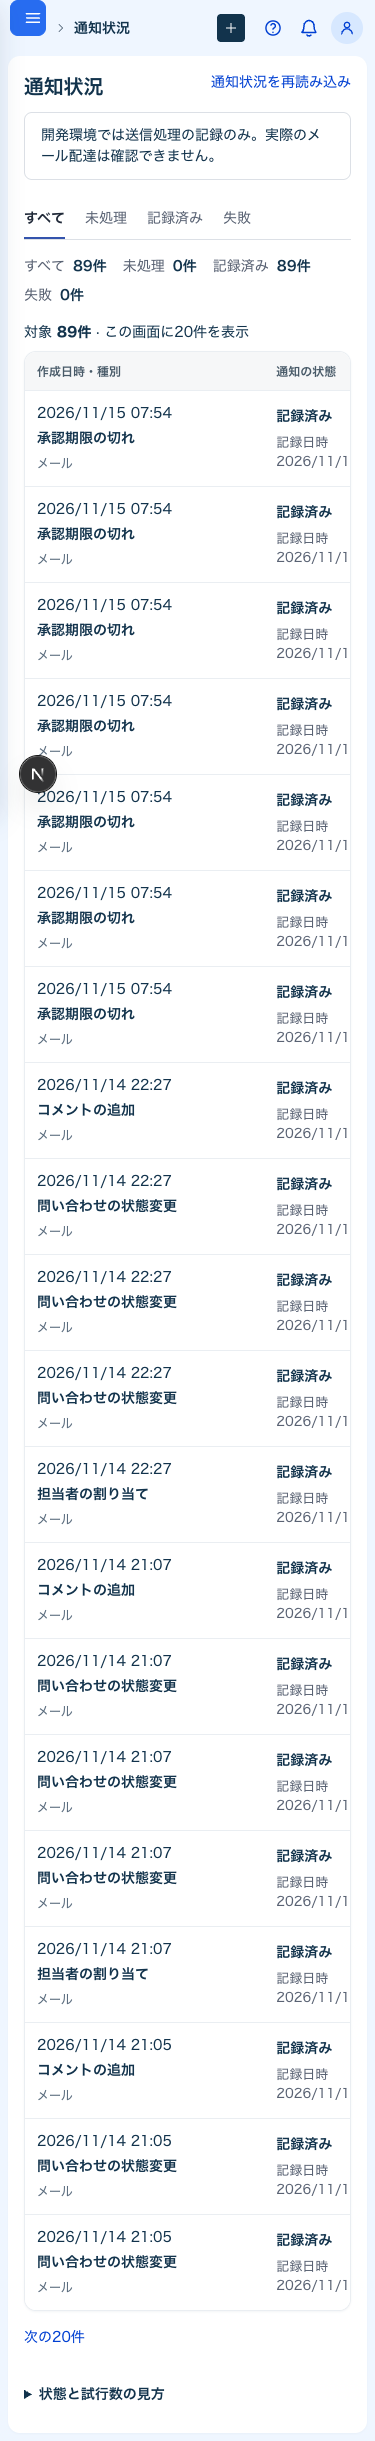 通知状況
通知状況
通知状況を再読み込み
開発環境では送信処理の記録のみ。実際のメ
ール配達は確認できません。
すべて 未処理 記録済み 失敗
すべて 89件 未処理 0件 記録済み 89件
失敗 0件
対象 89件 · この画面に20件を表示
作成日時・種別 通知の状態
2026/11/15 07:54 記録済み
承認期限の切れ 記録日時
メール 2026/11/1
2026/11/15 07:54 記録済み
承認期限の切れ 記録日時
メール 2026/11/1
2026/11/15 07:54 記録済み
承認期限の切れ 記録日時
メール 2026/11/1
2026/11/15 07:54 記録済み
承認期限の切れ 記録日時
メール 2026/11/1
N
2026/11/15 07:54 記録済み
承認期限の切れ 記録日時
メール 2026/11/1
2026/11/15 07:54 記録済み
承認期限の切れ 記録日時
メール 2026/11/1
2026/11/15 07:54 記録済み
承認期限の切れ 記録日時
メール 2026/11/1
2026/11/14 22:27 記録済み
コメントの追加 記録日時
メール 2026/11/1
2026/11/14 22:27 記録済み
問い合わせの状態変更 記録日時
メール 2026/11/1
2026/11/14 22:27 記録済み
問い合わせの状態変更 記録日時
メール 2026/11/1
2026/11/14 22:27 記録済み
問い合わせの状態変更 記録日時
メール 2026/11/1
2026/11/14 22:27 記録済み
担当者の割り当て 記録日時
メール 2026/11/1
2026/11/14 21:07 記録済み
コメントの追加 記録日時
メール 2026/11/1
2026/11/14 21:07 記録済み
問い合わせの状態変更 記録日時
メール 2026/11/1
2026/11/14 21:07 記録済み
問い合わせの状態変更 記録日時
メール 2026/11/1
2026/11/14 21:07 記録済み
問い合わせの状態変更 記録日時
メール 2026/11/1
2026/11/14 21:07 記録済み
担当者の割り当て 記録日時
メール 2026/11/1
2026/11/14 21:05 記録済み
コメントの追加 記録日時
メール 2026/11/1
2026/11/14 21:05 記録済み
問い合わせの状態変更 記録日時
メール 2026/11/1
2026/11/14 21:05 記録済み
問い合わせの状態変更 記録日時
メール 2026/11/1
次の20件
状態と試行数の見方